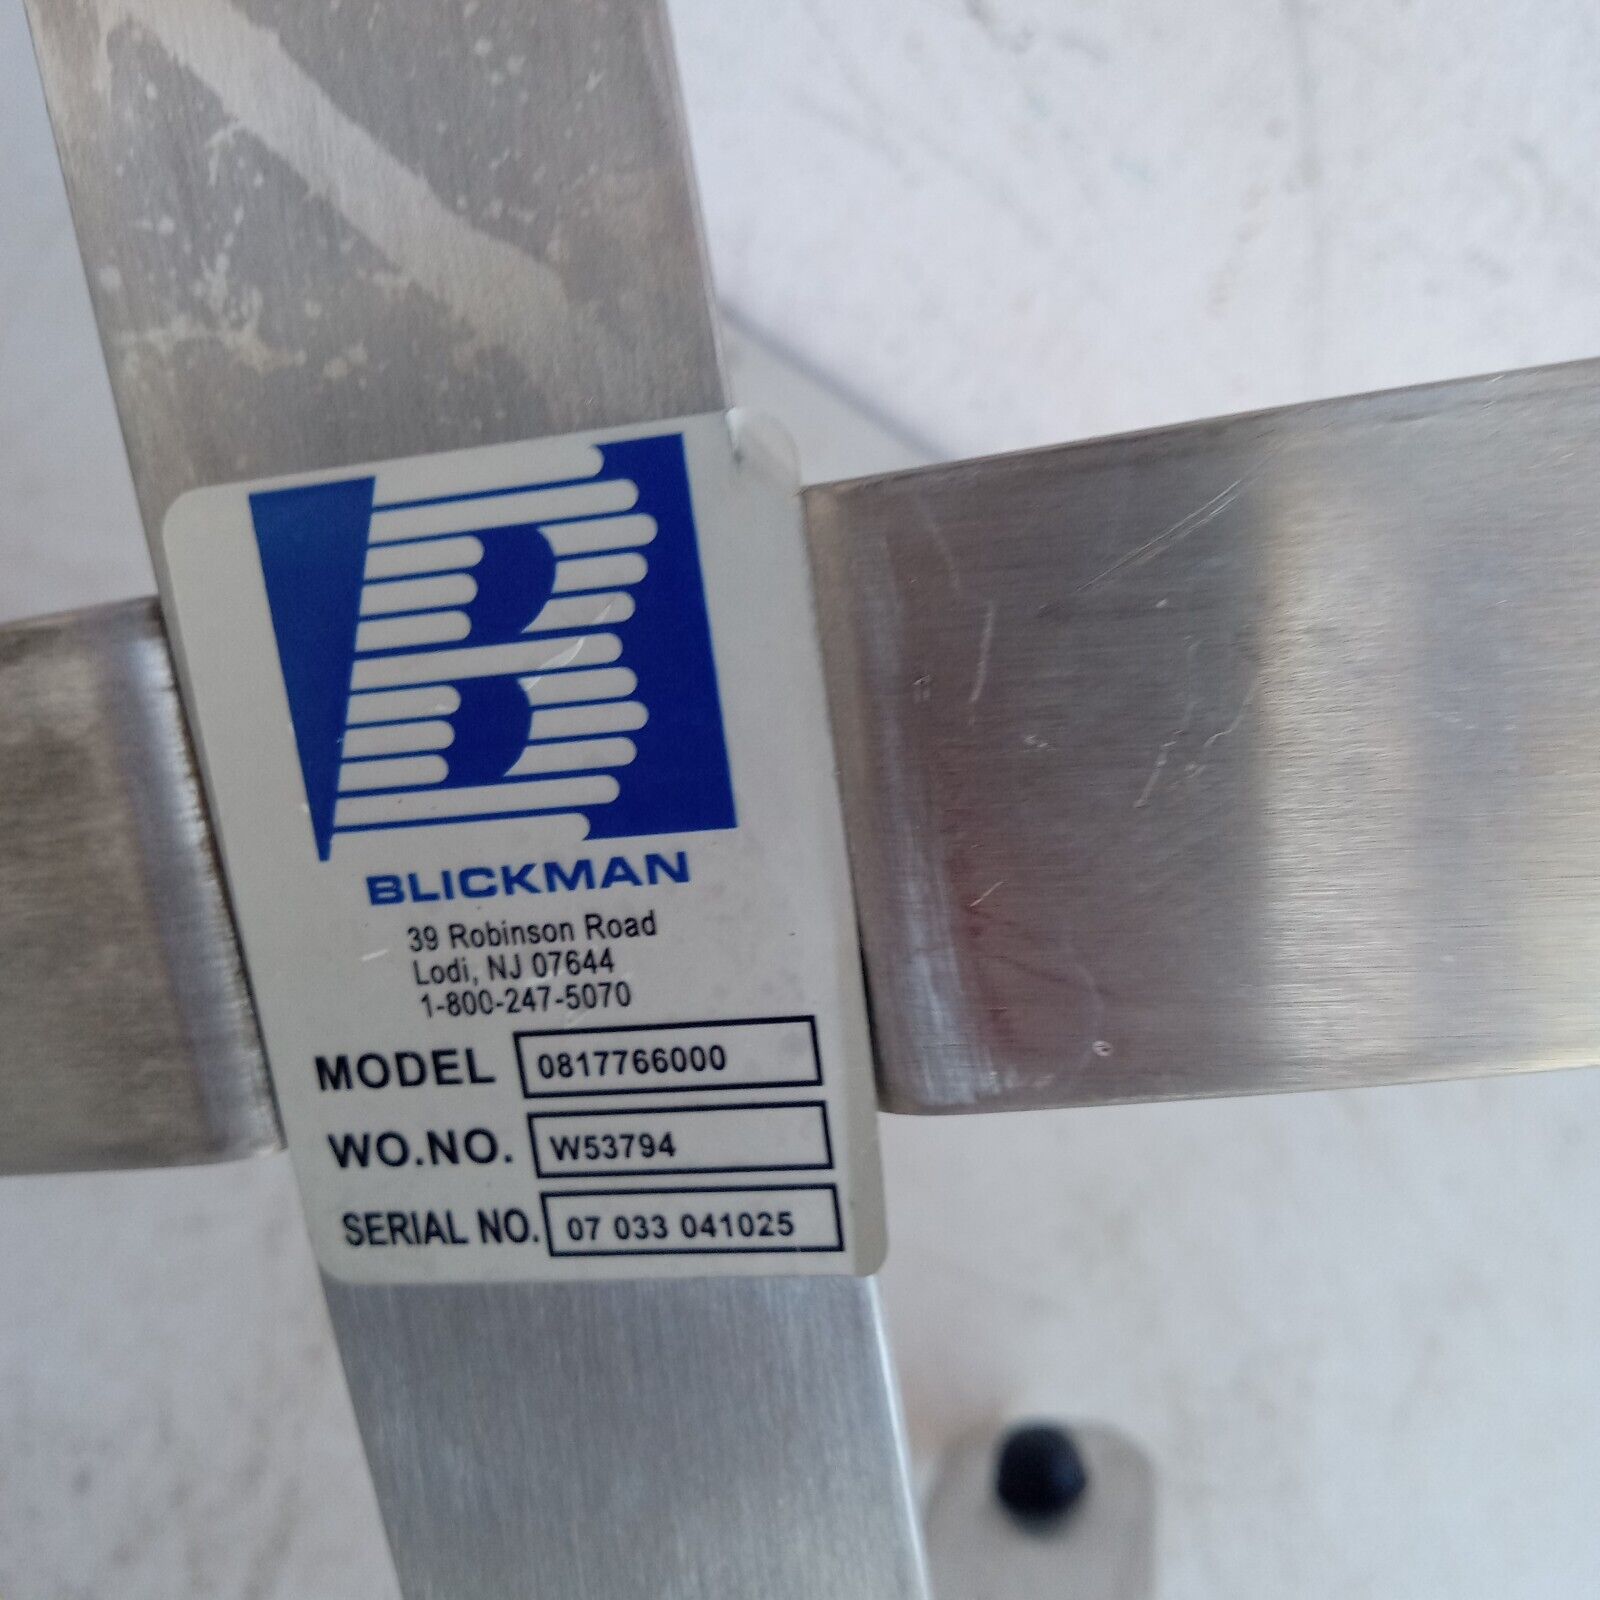 B
BLICKMAN
39 Robinson Road
Lodi, NJ 07644
1-800-247-5070
MODEL 0817766000
WO.NO. W53794
SERIAL NO. 07 033 041025